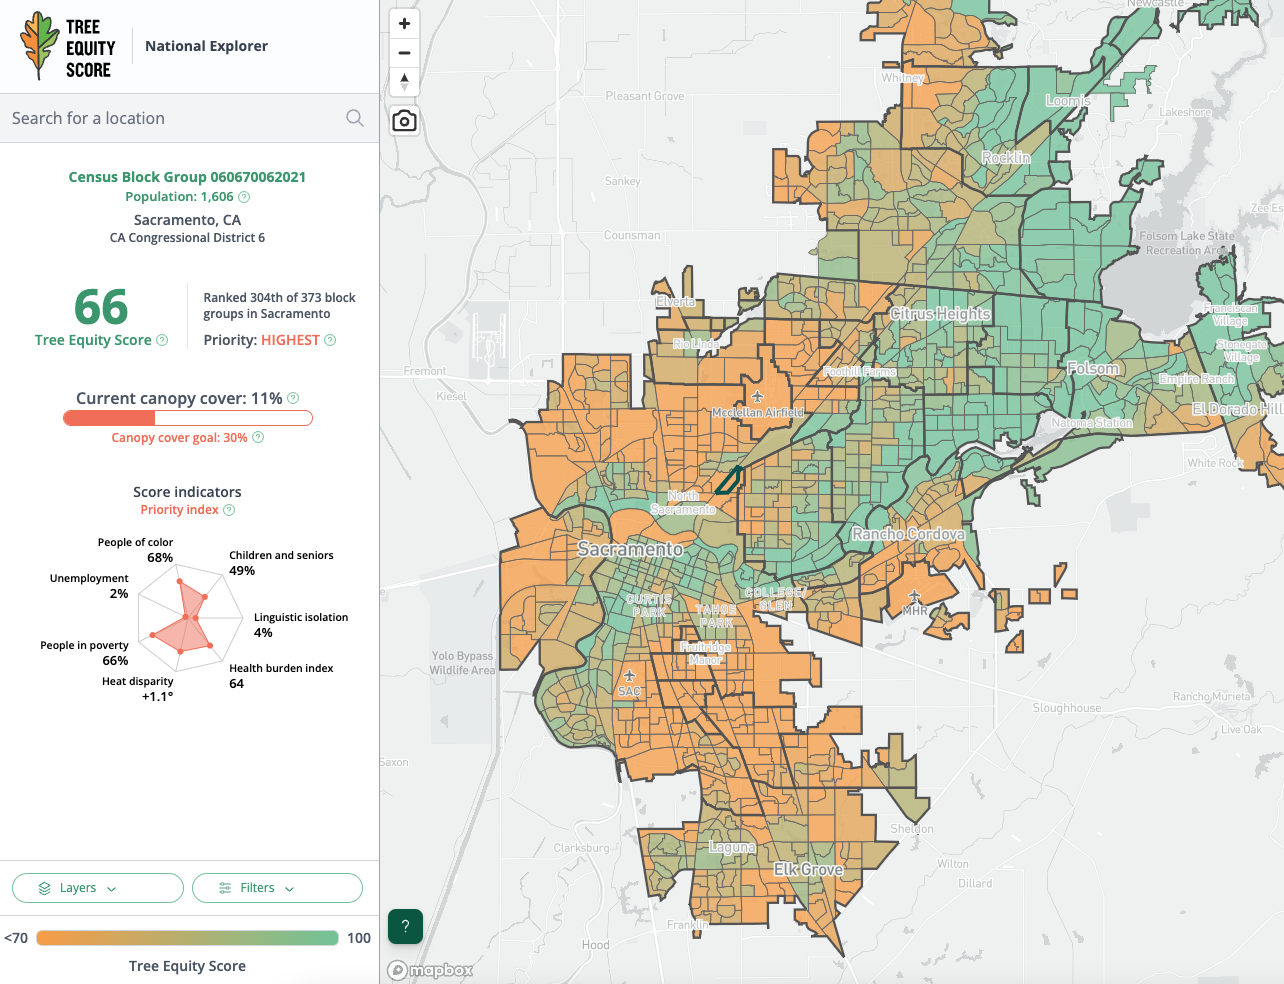 TREE
EQUITY
SCORE
National Explorer
Search for a location
Census Block Group 060670062021
Population: 1,606 ?
Sacramento, CA
CA Congressional District 6
66
Tree Equity Score ?
Ranked 304th of 373 block
groups in Sacramento
Priority: HIGHEST ?
Current canopy cover: 11% ?
Canopy cover goal: 30% ?
Score indicators
Priority index ?
People of color
68%
Children and seniors
49%
Unemployment
2%
Linguistic isolation
4%
People in poverty
66%
Health burden index
64
Heat disparity
+1.1°
Layers
Filters
<70
100
Tree Equity Score
?
mapbox
Newcastle
Whitney
Pleasant Grove
Loomis
Lakeshore
Rocklin
Sankey
Zee Es
Counsman
Folsom Lake State
Recreation Area
Elverta
Citrus Heights
Franciscan
Village
Rio Linda
Stonegate
Village
Fremont
Foothill Farms
Folsom
Empire Ranch
Kiesel
Mcclellan Airfield
El Dorado Hill
Natoma Station
White Rock
North
Sacramento
Rancho Cordova
Sacramento
CURTIS
PARK
TAHOE
PARK
COLLEGE/
GLEN
MHR
Fruitridge
Manor
Yolo Bypass
Wildlife Area
SAC
Rancho Murieta
Sloughhouse
Live Oak
Saxon
Sheldon
Clarksburg
Laguna
Elk Grove
Wilton
Dillard
Franklin
Hood